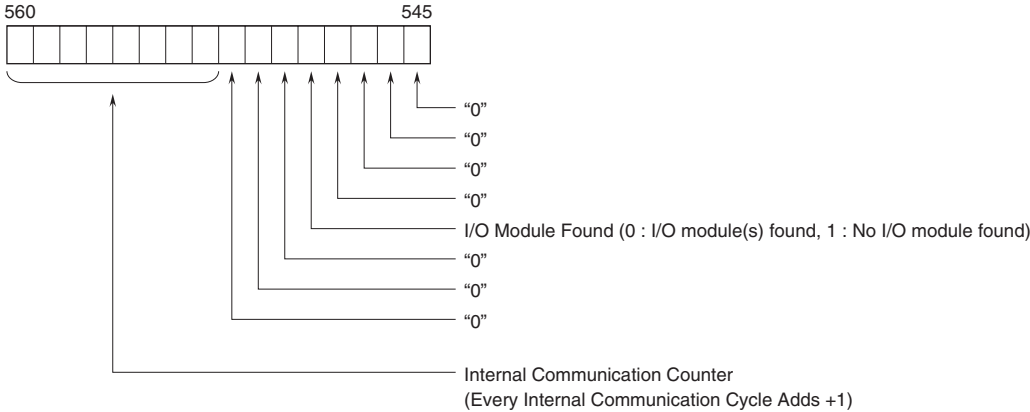 560 545
“0”
“0”
“0”
“0”
I/O Module Found (0 : I/O module(s) found, 1 : No I/O module found)
“0”
“0”
“0”
Internal Communication Counter
(Every Internal Communication Cycle Adds +1)